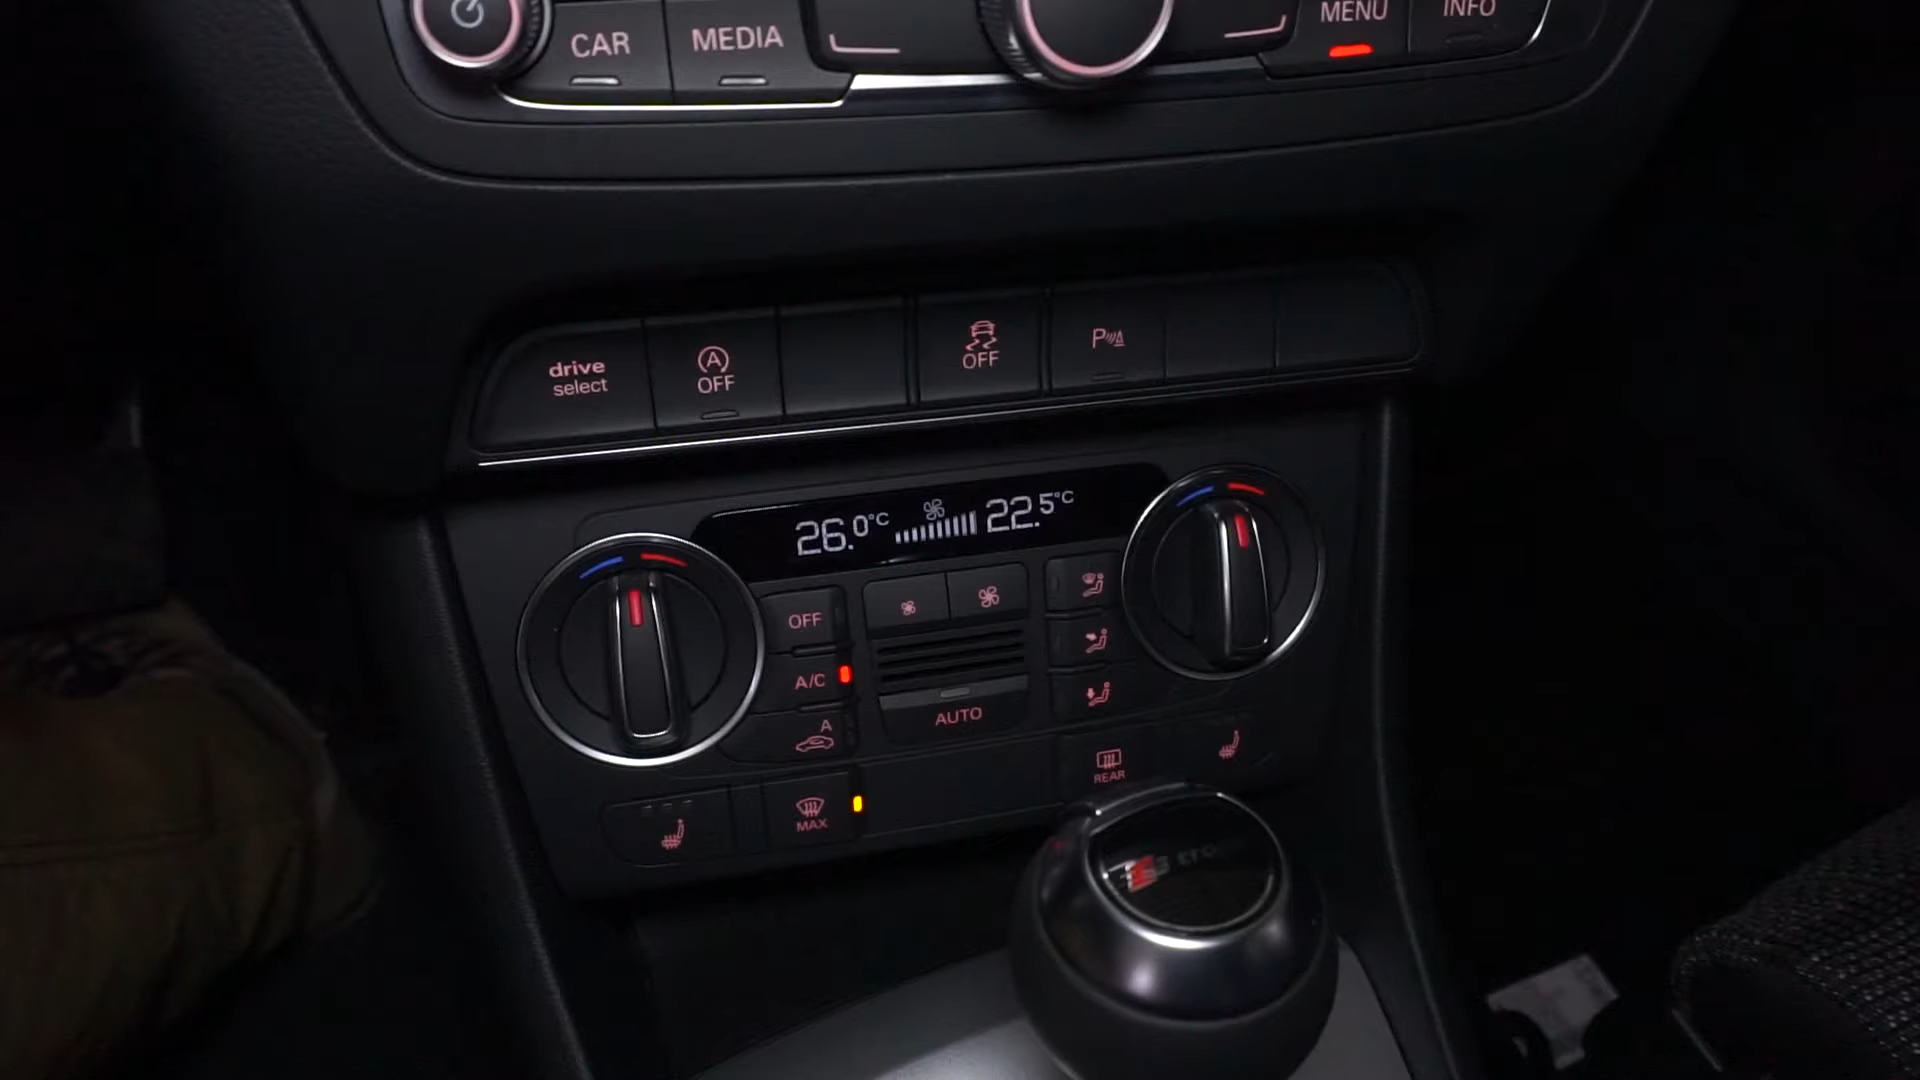 CAR
MEDIA
MENU
INFO
drive
select
A
OFF
OFF
P
26.0°C
22.5°C
OFF
A/C
A
AUTO
MAX
REAR
S